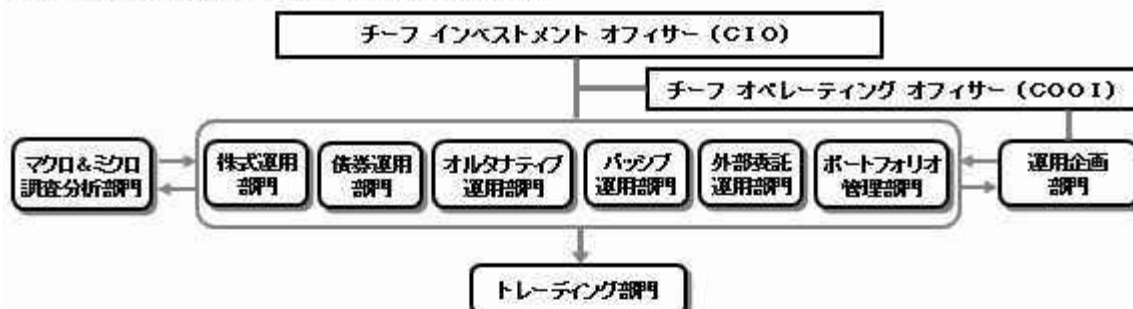 チーフ インベストメント オフィサー (CIO)
チーフ オペレーティング オフィサー (COOI)
マクロ&ミクロ
調査分析部門
株式運用
部門
債券運用
部門
オルタナティブ
運用部門
パッシブ
運用部門
外部委託
運用部門
ポートフォリオ
管理部門
運用企画
部門
トレーディング部門